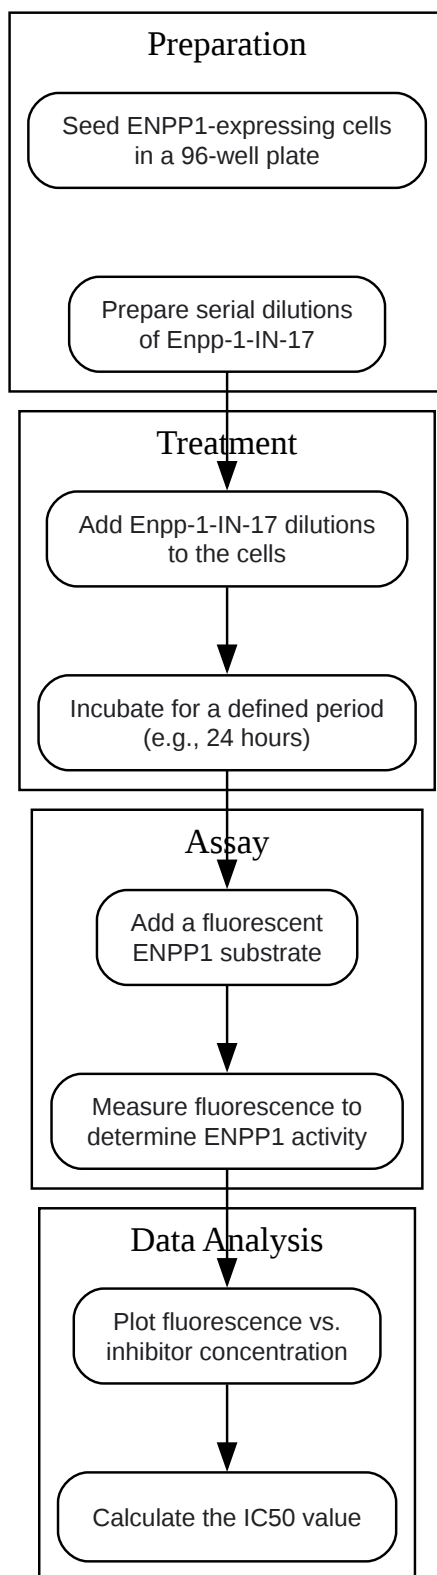 Preparation
Seed ENPP1-expressing cells
in a 96-well plate
Prepare serial dilutions
of Enpp-1-IN-17
Treatment
Add Enpp-1-IN-17 dilutions
to the cells
Incubate for a defined period
(e.g., 24 hours)
Assay
Add a fluorescent
ENPP1 substrate
Measure fluorescence to
determine ENPP1 activity
Data Analysis
Plot fluorescence vs.
inhibitor concentration
Calculate the IC50 value